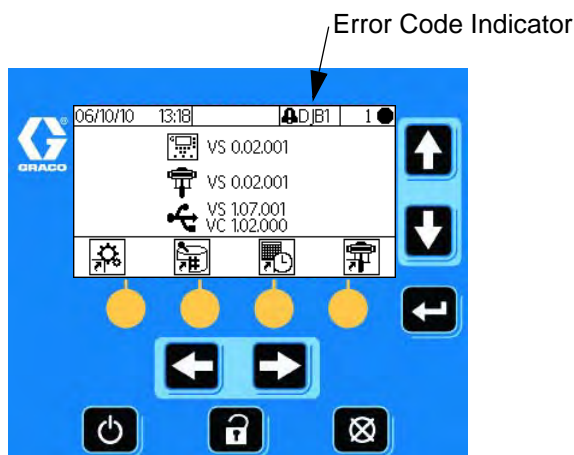 Error Code Indicator
06/10/10 13:18 DJB1 1
GRACO
VS 0.02.001
VS 0.02.001
VS 1.07.001
VC 1.02.000
#